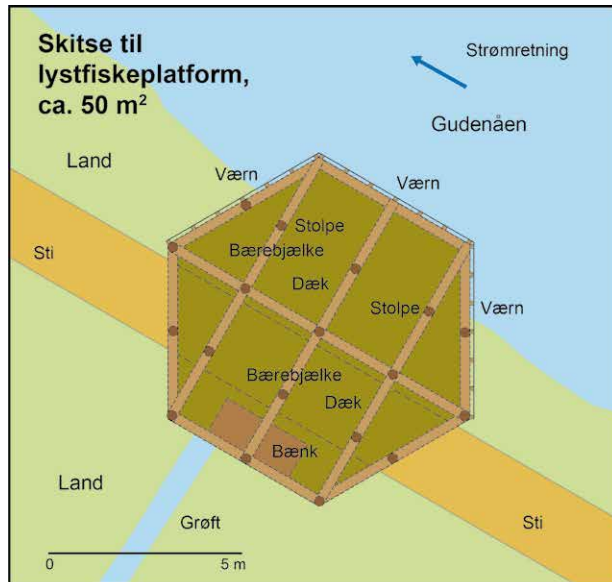 Skitse til
lystfiskeplatform,
ca. 50 m²
Strømretning
Gudenåen
Land
Værn
Værn
Stolpe
Bærebjælke
Sti
Dæk
Stolpe
Værn
Bærebjælke
Dæk
Bænk
Land
Grøft
Sti
0 5 m